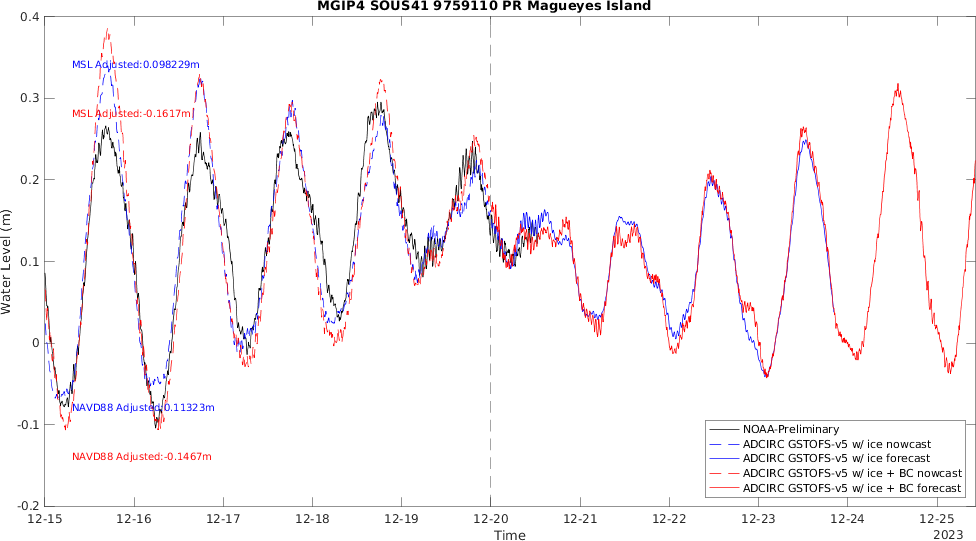 MGIP4 SOUS41 9759110 PR Magueyes Island
0.4
0.3
0.2
0.1
0
-0.1
-0.2
Water Level (m)
MSL Adjusted:0.098229m
MSL Adjusted:-0.1617m
NAVD88 Adjusted:0.11323m
NAVD88 Adjusted:-0.1467m
NOAA-Preliminary
ADCIRC GSTOFS-v5 w/ ice nowcast
ADCIRC GSTOFS-v5 w/ ice forecast
ADCIRC GSTOFS-v5 w/ ice + BC nowcast
ADCIRC GSTOFS-v5 w/ ice + BC forecast
12-15 12-16 12-17 12-18 12-19 12-20 12-21 12-22 12-23 12-24 12-25
Time
2023